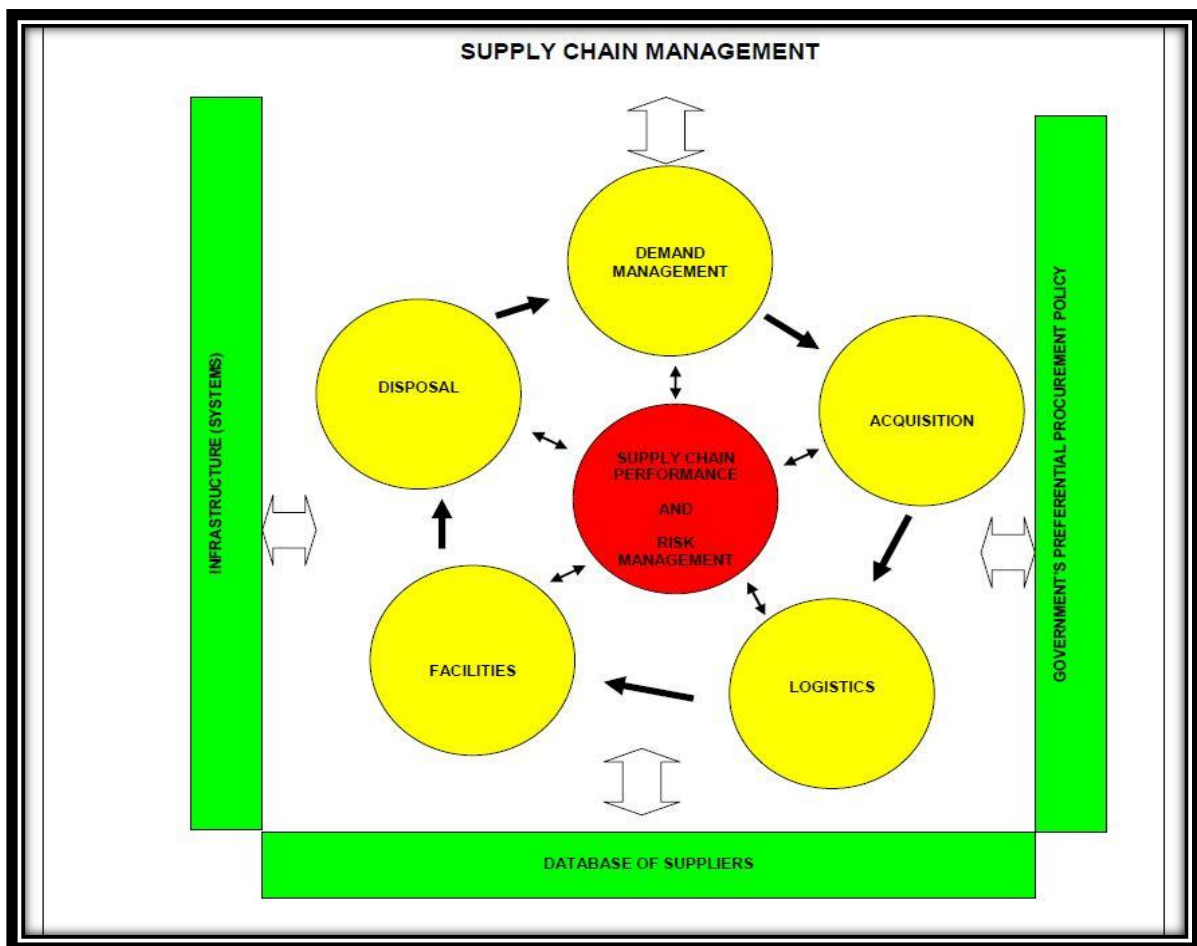 SUPPLY CHAIN MANAGEMENT
DEMAND
MANAGEMENT
DISPOSAL
ACQUISITION
SUPPLY CHAIN
PERFORMANCE
AND
RISK
MANAGEMENT
FACILITIES
LOGISTICS
INFRASTRUCTURE (SYSTEMS)
GOVERNMENT'S PREFERENTIAL PROCUREMENT POLICY
DATABASE OF SUPPLIERS